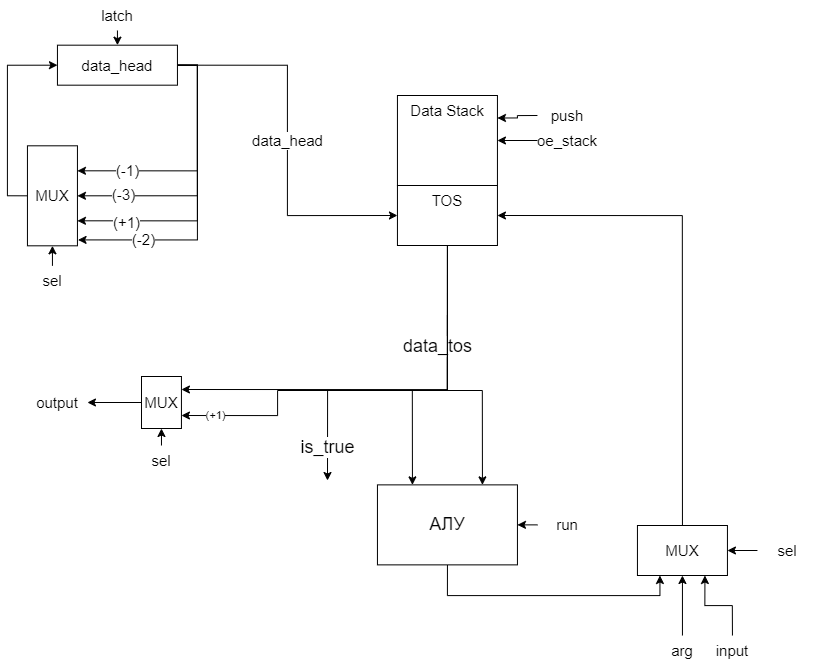 latch
data_head
Data Stack
push
data_head
oe_stack
(-1)
MUX
(-3)
TOS
(+1)
(-2)
sel
data_tos
output
MUX
(+1)
is_true
sel
АЛУ
run
MUX
sel
arg
input